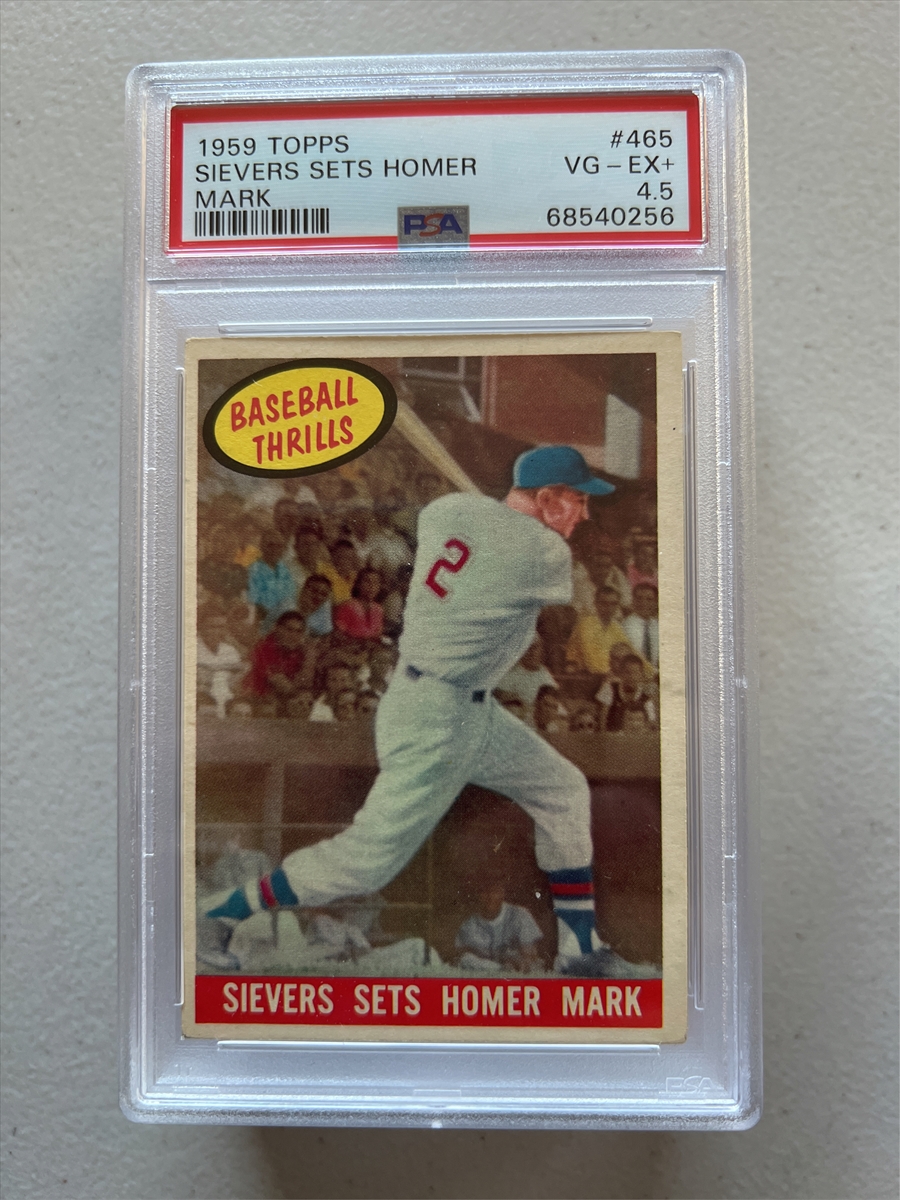 1959 TOPPS
SIEVERS SETS HOMER
MARK
#465
VG – EX+
4.5
68540256
PSA
BASEBALL
THRILLS
2
SIEVERS SETS HOMER MARK
PSA